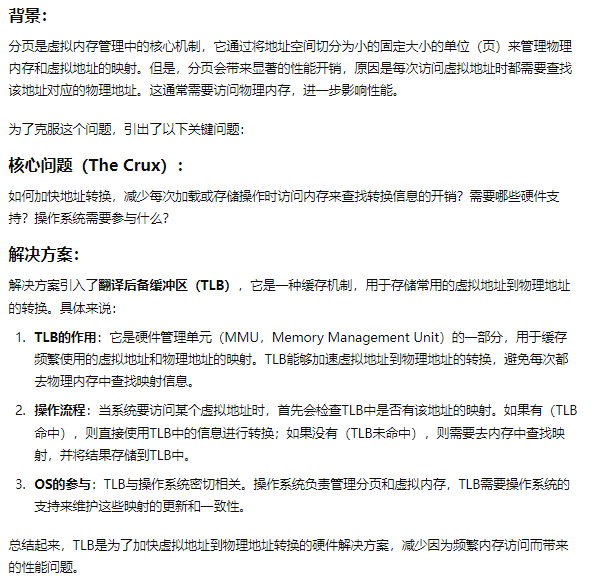 背景：
分页是虚拟内存管理中的核心机制，它通过将地址空间切分为小的固定大小的单位（页）来管理物理
内存和虚拟地址的映射。但是，分页会带来显著的性能开销，原因是每次访问虚拟地址时都需要查找
该地址对应的物理地址。这通常需要访问物理内存，进一步影响性能。
为了克服这个问题，引出了以下关键问题：
核心问题（The Crux）：
如何加快地址转换，减少每次加载或存储操作时访问内存来查找转换信息的开销？需要哪些硬件支
持？操作系统需要参与什么？
解决方案：
解决方案引入了翻译后备缓冲区（TLB），它是一种缓存机制，用于存储常用的虚拟地址到物理地址
的转换。具体来说：
1. TLB的作用：它是硬件管理单元（MMU，Memory Management Unit）的一部分，用于缓存
频繁使用的虚拟地址和物理地址的映射。TLB能够加速虚拟地址到物理地址的转换，避免每次都
去物理内存中查找映射信息。
2. 操作流程：当系统要访问某个虚拟地址时，首先会检查TLB中是否有该地址的映射。如果有（TLB
命中），则直接使用TLB中的信息进行转换；如果没有（TLB未命中），则需要去内存中查找映
射，并将结果存储到TLB中。
3. OS的参与：TLB与操作系统密切相关。操作系统负责管理分页和虚拟内存，TLB需要操作系统的
支持来维护这些映射的更新和一致性。
总结起来，TLB是为了加快虚拟地址到物理地址转换的硬件解决方案，减少因为频繁内存访问而带来
的性能问题。